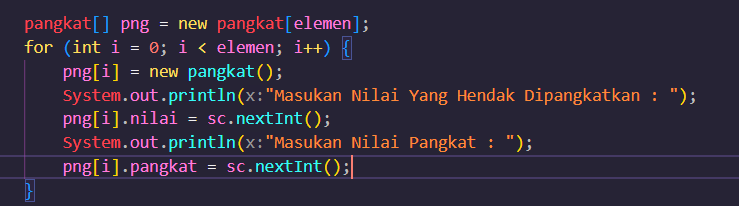 pangkat[] png = new pangkat[elemen];
for (int i = 0; i < elemen; i++) {
png[i] = new pangkat();
System.out.println(x:"Masukan Nilai Yang Hendak Dipangkatkan : ");
png[i].nilai = sc.nextInt();
System.out.println(x:"Masukan Nilai Pangkat : ");
png[i].pangkat = sc.nextInt();
}